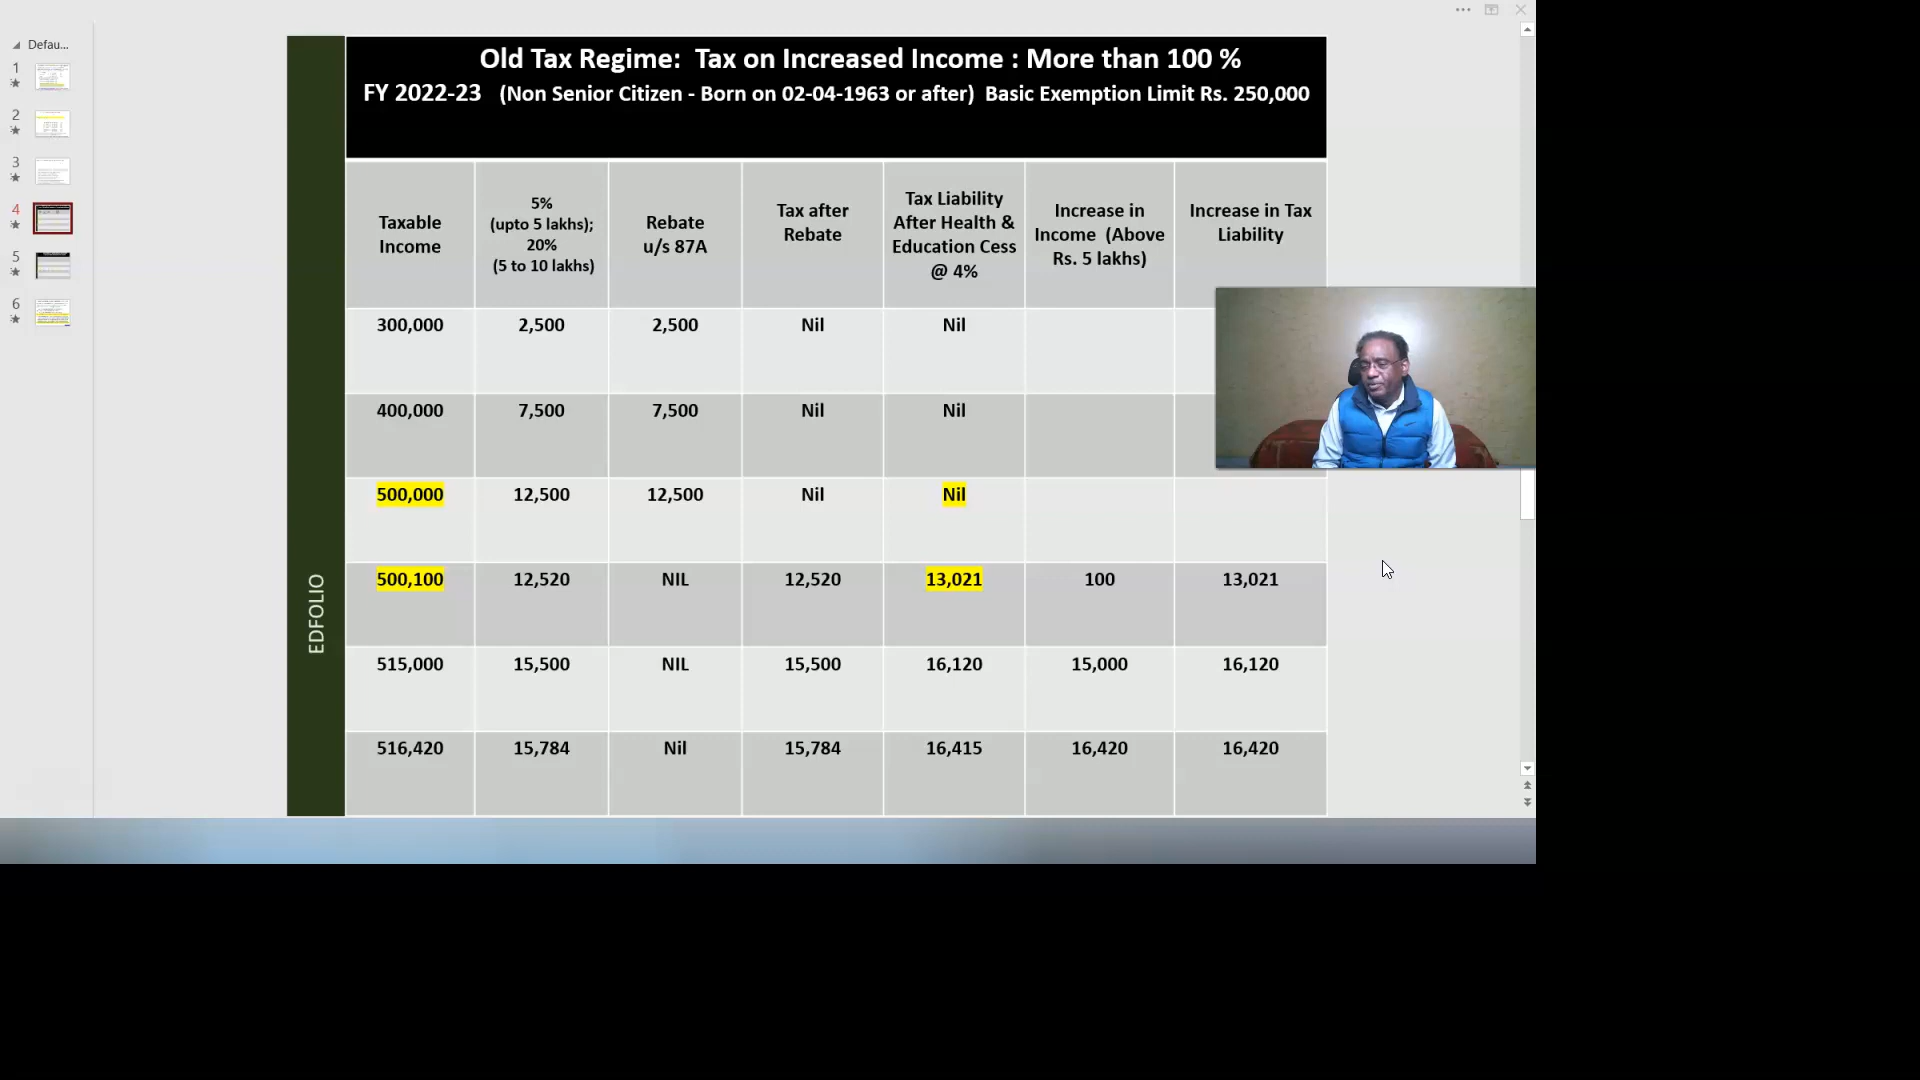 Defau...
1
2
3
4
5
6
Old Tax Regime: Tax on Increased Income : More than 100 %
FY 2022-23 (Non Senior Citizen - Born on 02-04-1963 or after) Basic Exemption Limit Rs. 250,000
EDFOLIO
Taxable
Income
5%
(upto 5 lakhs);
20%
(5 to 10 lakhs)
Rebate
u/s 87A
Tax after
Rebate
Tax Liability
After Health &
Education Cess
@ 4%
Increase in
Income (Above
Rs. 5 lakhs)
Increase in Tax
Liability
300,000 2,500 2,500 Nil Nil
400,000 7,500 7,500 Nil Nil
500,000 12,500 12,500 Nil Nil
500,100 12,520 NIL 12,520 13,021 100 13,021
515,000 15,500 NIL 15,500 16,120 15,000 16,120
516,420 15,784 Nil 15,784 16,415 16,420 16,420